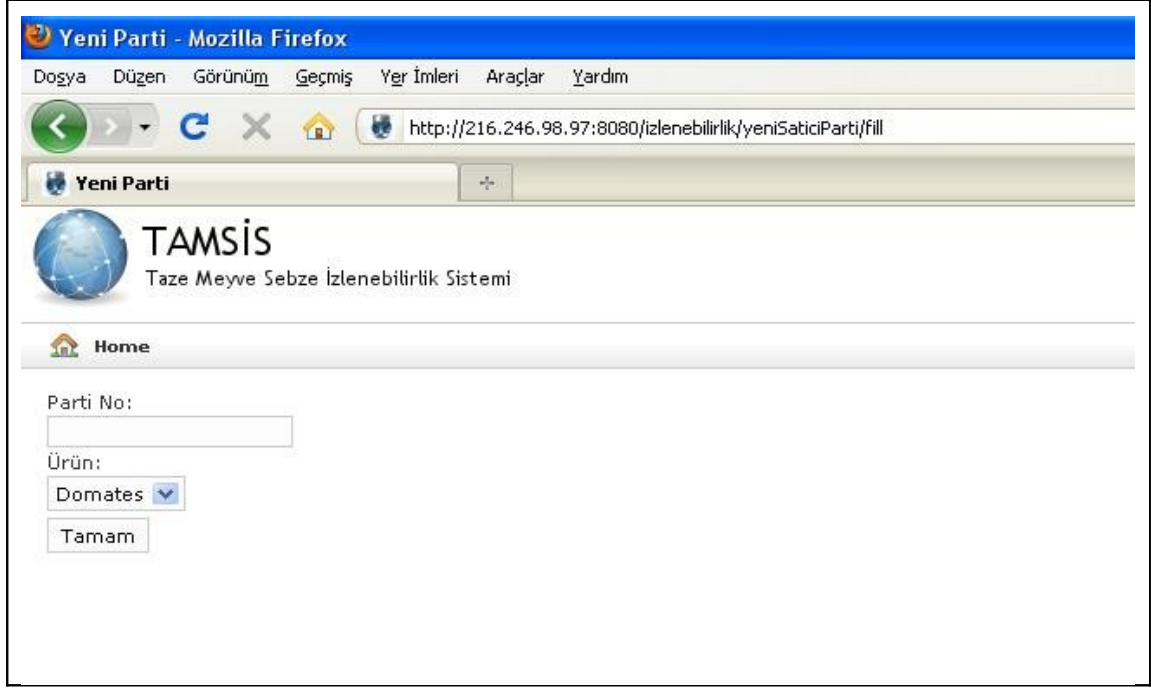 Yeni Parti - Mozilla Firefox
Dosya Düzen Görünüm Geçmiş Yer İmleri Araçlar Yardım
http://216.246.98.97:8080/izlenebilirlik/yeniSaticiParti/fill
Yeni Parti
TAMSİS
Taze Meyve Sebze İzlenebilirlik Sistemi
Home
Parti No:
Ürün:
Domates
Tamam